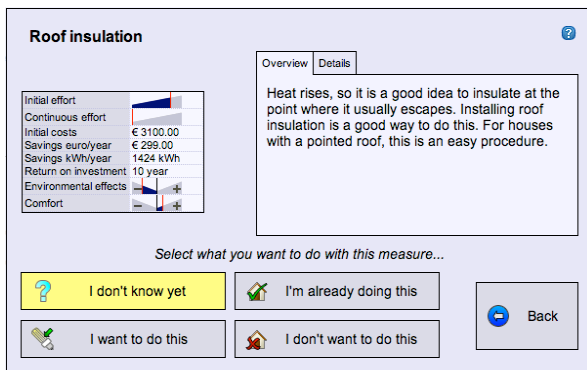 Roof insulation
?
Overview Details
Heat rises, so it is a good idea to insulate at the
point where it usually escapes. Installing roof
insulation is a good way to do this. For houses
with a pointed roof, this is an easy procedure.
Initial effort
Continuous effort
Initial costs € 3100.00
Savings euro/year € 299.00
Savings kWh/year 1424 kWh
Return on investment 10 year
Environmental effects - +
Comfort - +
Select what you want to do with this measure...
? I don't know yet
I'm already doing this
I want to do this
I don't want to do this
Back